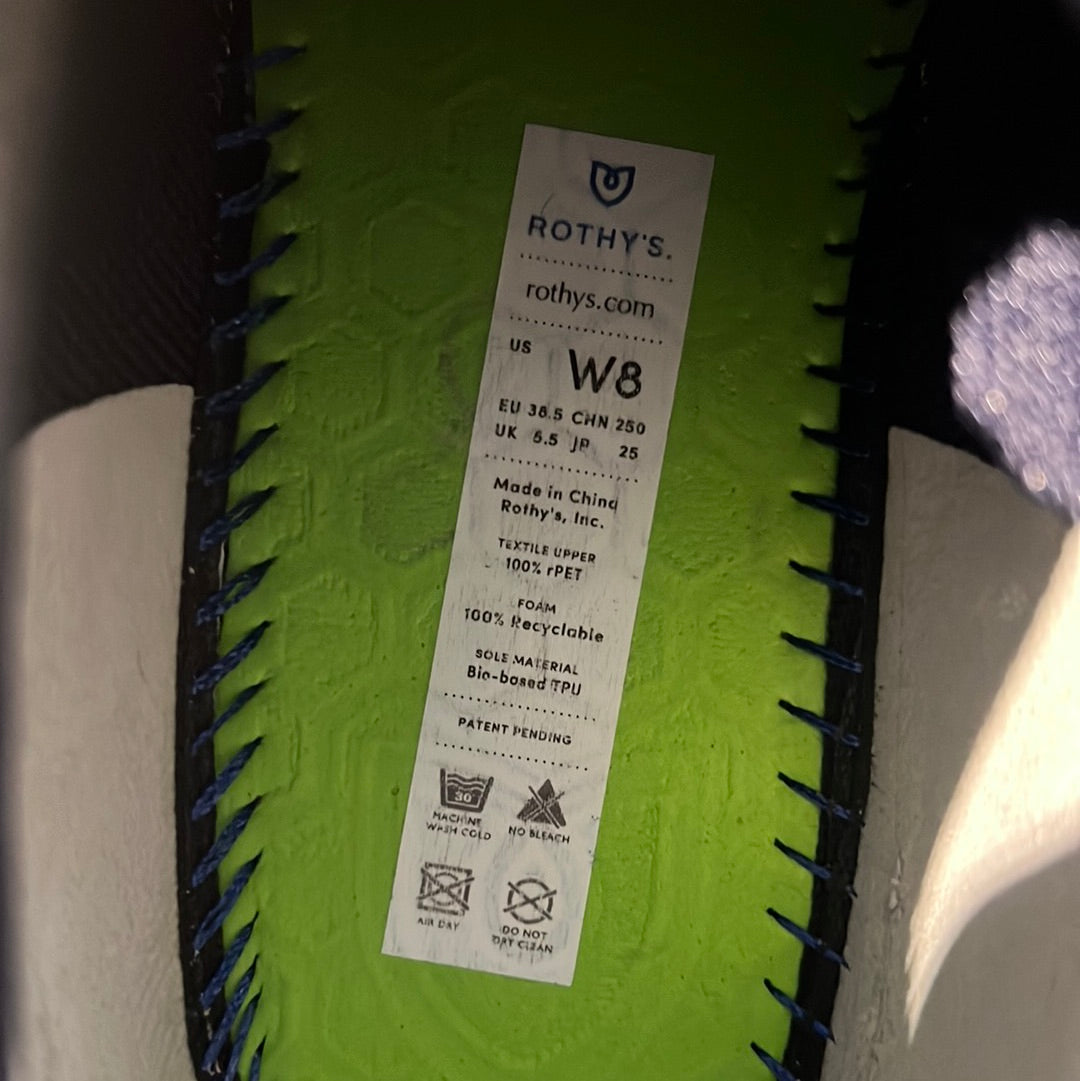 ROTHY'S.
rothys.com
US W8
EU 38.5 CHN 250
UK 5.5 JP 25
Made in China
Rothy's, Inc.
TEXTILE UPPER
100% rPET
FOAM
100% Recyclable
SOLE MATERIAL
Bio-based TPU
PATENT PENDING
30°
MACHINE
WASH COLD
NO BLEACH
AIR DRY
DO NOT
DRY CLEAN